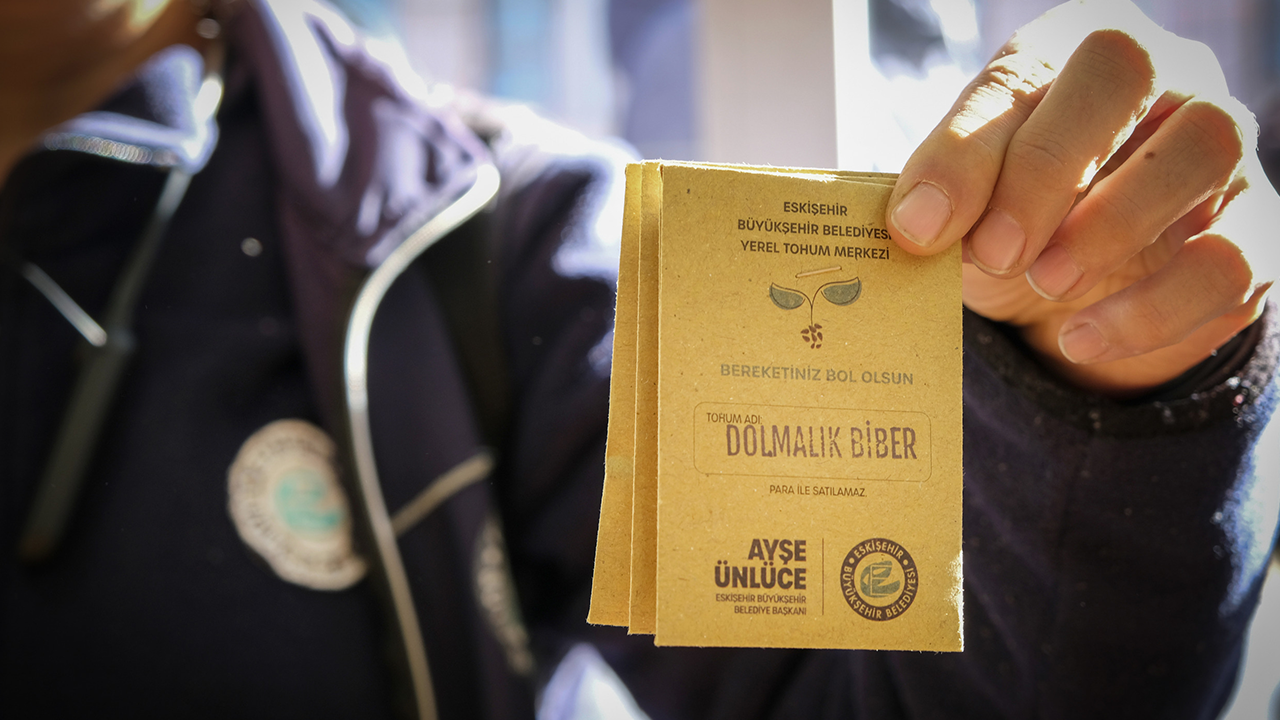 ESKİŞEHİR
BÜYÜKŞEHİR BELEDİYESİ
YEREL TOHUM MERKEZİ
BEREKETİNİZ BOL OLSUN
TOHUM ADI:
DOLMALIK BİBER
PARA İLE SATILAMAZ
AYŞE
ÜNLÜCE
ESKİŞEHİR BÜYÜKŞEHİR
BELEDİYE BAŞKANI
ESKİŞEHİR
BÜYÜKŞEHİR BELEDİYESİ